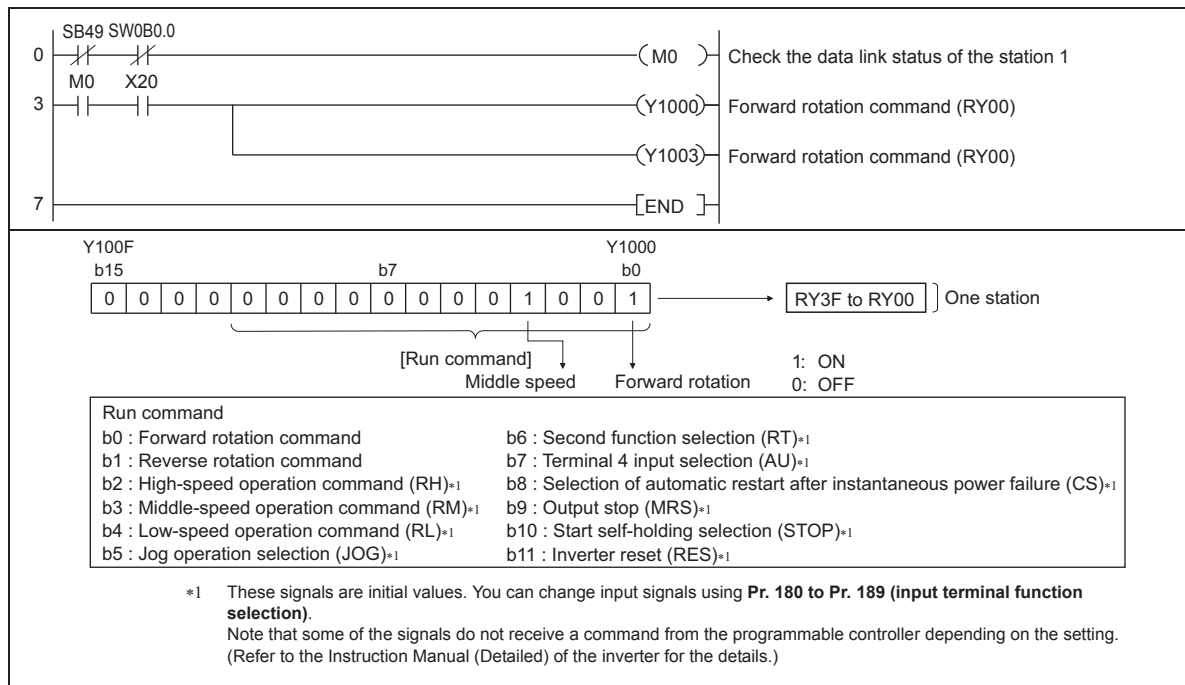 SB49 SW0B0.0
0 M0 Check the data link status of the station 1
M0 X20
3 Y1000 Forward rotation command (RY00)
Y1003 Forward rotation command (RY00)
7 END
Y100F Y1000
b15 b7 b0
0 0 0 0 0 0 0 0 0 0 0 0 1 0 0 1 RY3F to RY00 One station
[Run command] 1: ON
Middle speed Forward rotation 0: OFF
Run command
b0 : Forward rotation command b6 : Second function selection (RT)*1
b1 : Reverse rotation command b7 : Terminal 4 input selection (AU)*1
b2 : High-speed operation command (RH)*1 b8 : Selection of automatic restart after instantaneous power failure (CS)*1
b3 : Middle-speed operation command (RM)*1 b9 : Output stop (MRS)*1
b4 : Low-speed operation command (RL)*1 b10 : Start self-holding selection (STOP)*1
b5 : Jog operation selection (JOG)*1 b11 : Inverter reset (RES)*1
*1 These signals are initial values. You can change input signals using Pr. 180 to Pr. 189 (input terminal function
selection).
Note that some of the signals do not receive a command from the programmable controller depending on the setting.
(Refer to the Instruction Manual (Detailed) of the inverter for the details.)